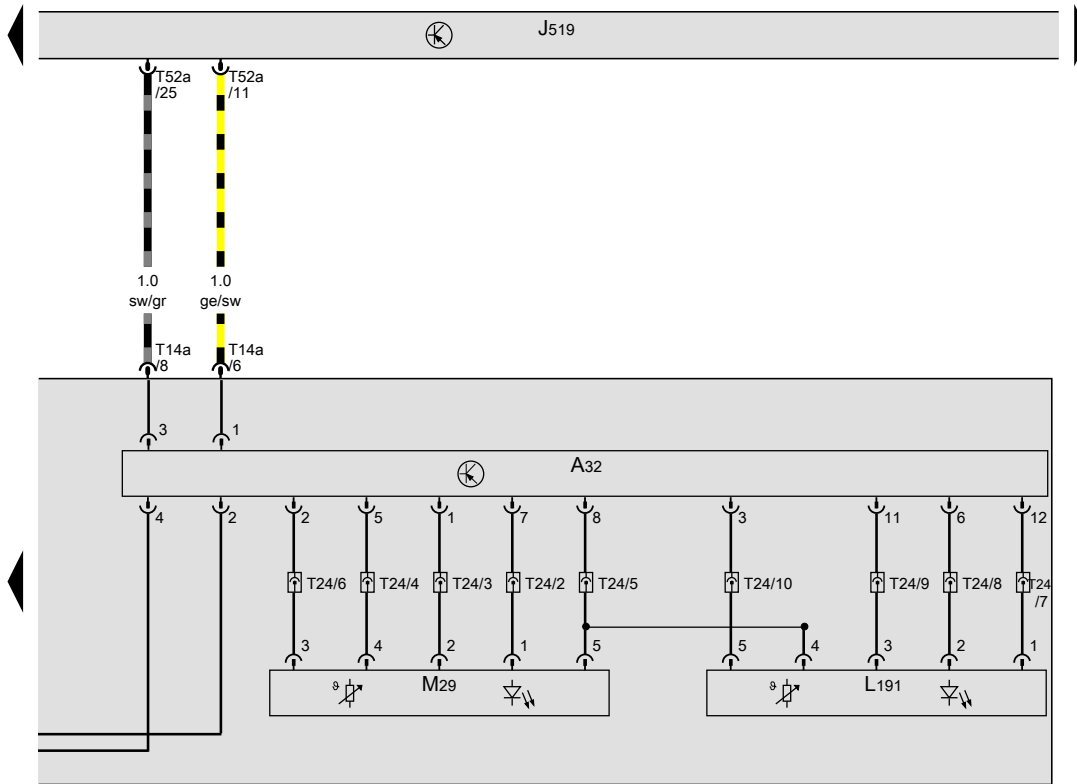 J519
T52a
/25
T52a
/11
1.0
sw/gr
1.0
ge/sw
T14a
/8
T14a
/6
3
1
A32
4
2
2
5
1
7
8
3
11
6
12
T24/6
T24/4
T24/3
T24/2
T24/5
T24/10
T24/9
T24/8
T24
/7
3
4
2
1
5
5
4
3
2
1
ϑ
M29
ϑ
L191